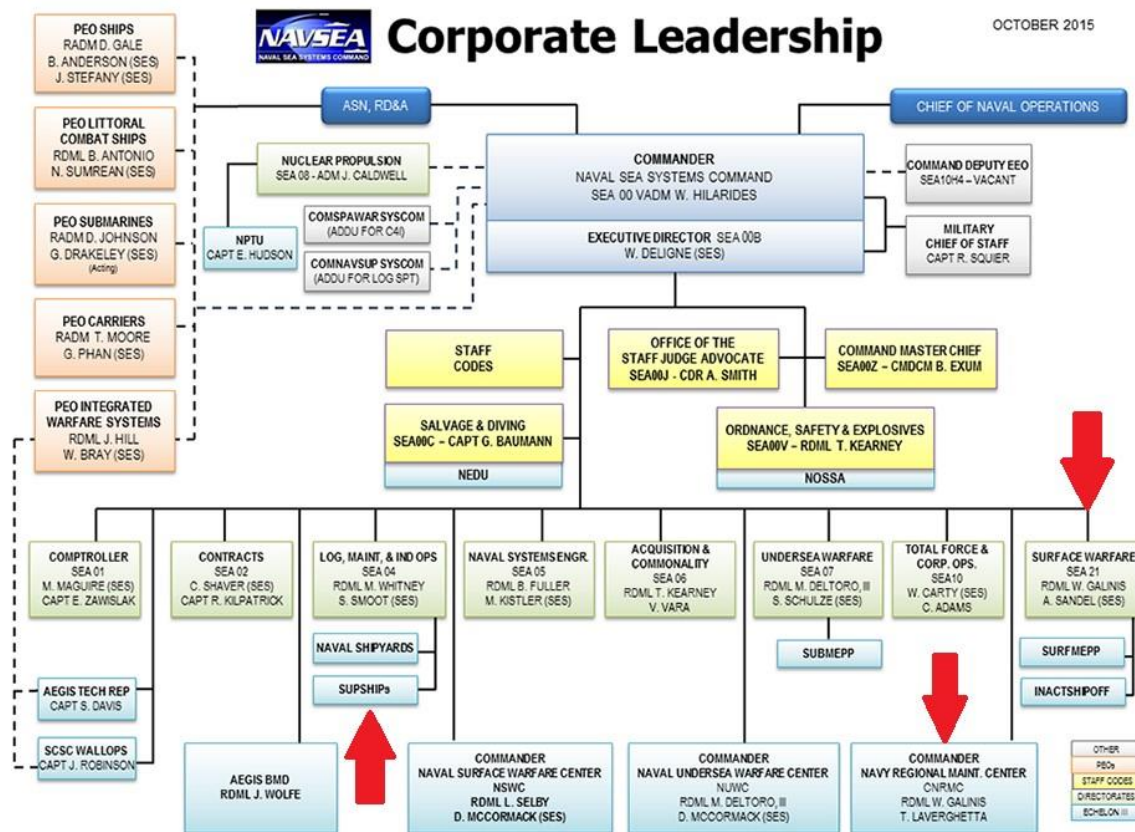 NAVSEA
NAVAL SEA SYSTEMS COMMAND
Corporate Leadership
OCTOBER 2015
PEO SHIPS
RADM D. GALE
B. ANDERSON (SES)
J. STEFANY (SES)
PEO LITTORAL
COMBAT SHIPS
RDML B. ANTONIO
N. SUMREAN (SES)
PEO SUBMARINES
RADM D. JOHNSON
G. DRAKELEY (SES)
(Acting)
PEO CARRIERS
RADM T. MOORE
G. PHAN (SES)
PEO INTEGRATED
WARFARE SYSTEMS
RDML J. HILL
W. BRAY (SES)
ASN, RD&A
CHIEF OF NAVAL OPERATIONS
NUCLEAR PROPULSION
SEA 08 - ADM J. CALDWELL
NPTU
CAPT E. HUDSON
COMSPAWAR SYSCOM
(ADDU FOR C4I)
COMNAVSUP SYSCOM
(ADDU FOR LOG SPT)
COMMANDER
NAVAL SEA SYSTEMS COMMAND
SEA 00 VADM W. HILARIDES
EXECUTIVE DIRECTOR SEA 00B
W. DELIGNE (SES)
COMMAND DEPUTY EEO
SEA10H4 – VACANT
MILITARY
CHIEF OF STAFF
CAPT R. SQUIER
STAFF
CODES
OFFICE OF THE
STAFF JUDGE ADVOCATE
SEA00J - CDR A. SMITH
COMMAND MASTER CHIEF
SEA00Z – CMDCM B. EXUM
SALVAGE & DIVING
SEA00C – CAPT G. BAUMANN
NEDU
ORDNANCE, SAFETY & EXPLOSIVES
SEA00V – RDML T. KEARNEY
NOSSA
COMPTROLLER
SEA 01
M. MAGUIRE (SES)
CAPT E. ZAWISLAK
CONTRACTS
SEA 02
C. SHAVER (SES)
CAPT R. KILPATRICK
LOG, MAINT, & IND OPS
SEA 04
RDML M. WHITNEY
S. SMOOT (SES)
NAVAL SYSTEMS ENGR.
SEA 05
RDML B. FULLER
M. KISTLER (SES)
ACQUISITION &
COMMONALITY
SEA 06
RDML T. KEARNEY
V. VARA
UNDERSEA WARFARE
SEA 07
RDML M. DELTORO, III
S. SCHULZE (SES)
TOTAL FORCE &
CORP. OPS.
SEA10
W. CARTY (SES)
C. ADAMS
SURFACE WARFARE
SEA 21
RDML W. GALINIS
A. SANDEL (SES)
NAVAL SHIPYARDS
SUPSHIPs
SUBMEPP
SURFMEPP
INACTSHIPOFF
AEGIS TECH REP
CAPT S. DAVIS
SCSC WALLOPS
CAPT J. ROBINSON
AEGIS BMD
RDML J. WOLFE
COMMANDER
NAVAL SURFACE WARFARE CENTER
NSWC
RDML L. SELBY
D. MCCORMACK (SES)
COMMANDER
NAVAL UNDERSEA WARFARE CENTER
NUWC
RDML M. DELTORO, III
D. MCCORMACK (SES)
COMMANDER
NAVY REGIONAL MAINT. CENTER
CNRMC
RDML W. GALINIS
T. LAVERGHETTA
OTHER
PEOs
STAFF CODES
DIRECTORATES
ECHELON III